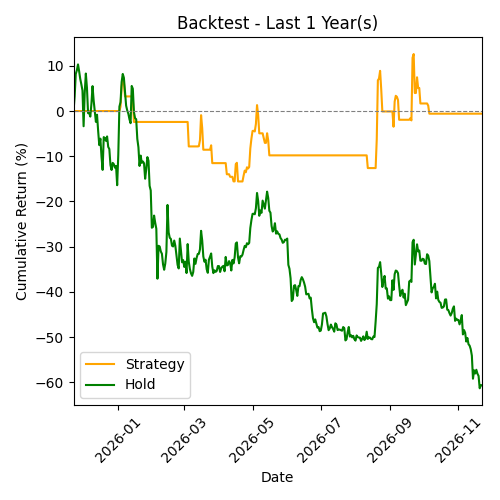 Backtest - Last 1 Year(s)
Cumulative Return (%)
10
0
−10
−20
−30
−40
−50
−60
Strategy
Hold
2026-01
2026-03
2026-05
2026-07
2026-09
2026-11
Date